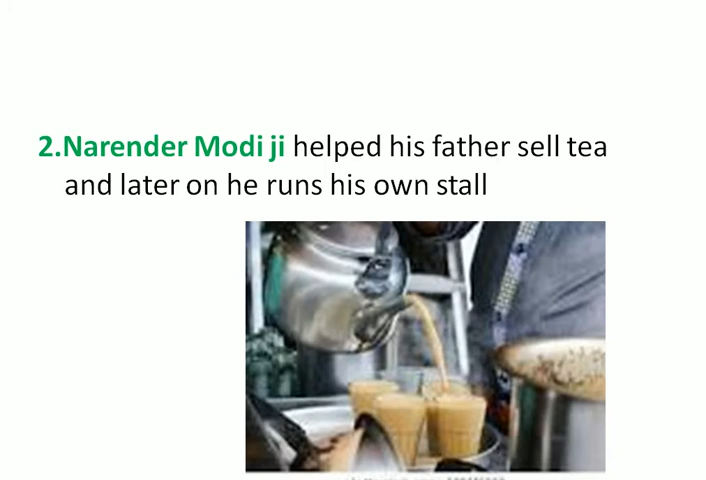 2.Narender Modi ji helped his father sell tea
and later on he runs his own stall